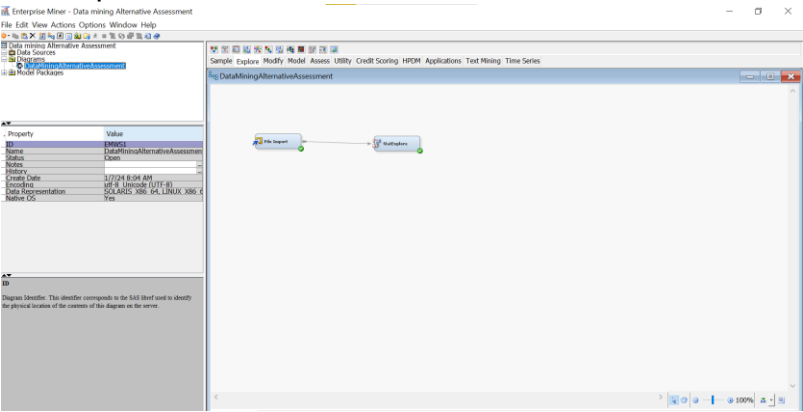 Enterprise Miner - Data mining Alternative Assessment
File Edit View Actions Options Window Help
Data mining Alternative Assessment
Data Sources
Diagrams
DataMiningAlternativeAssessment
Model Packages
Sample Explore Modify Model Assess Utility Credit Scoring HPDM Applications Text Mining Time Series
DataMiningAlternativeAssessment
File Import
StatExplore
. Property Value
ID EMWS1
Name DataMiningAlternativeAssessmen
Status Open
Notes
History
Create Date 1/7/24 8:04 AM
Encoding utf-8 Unicode (UTF-8)
Data Representation SOLARIS_X86_64, LINUX_X86_6
Native OS Yes
ID
Diagram Identifier. This identifier corresponds to the SAS libref used to identify
the physical location of the contents of this diagram on the server.
100%